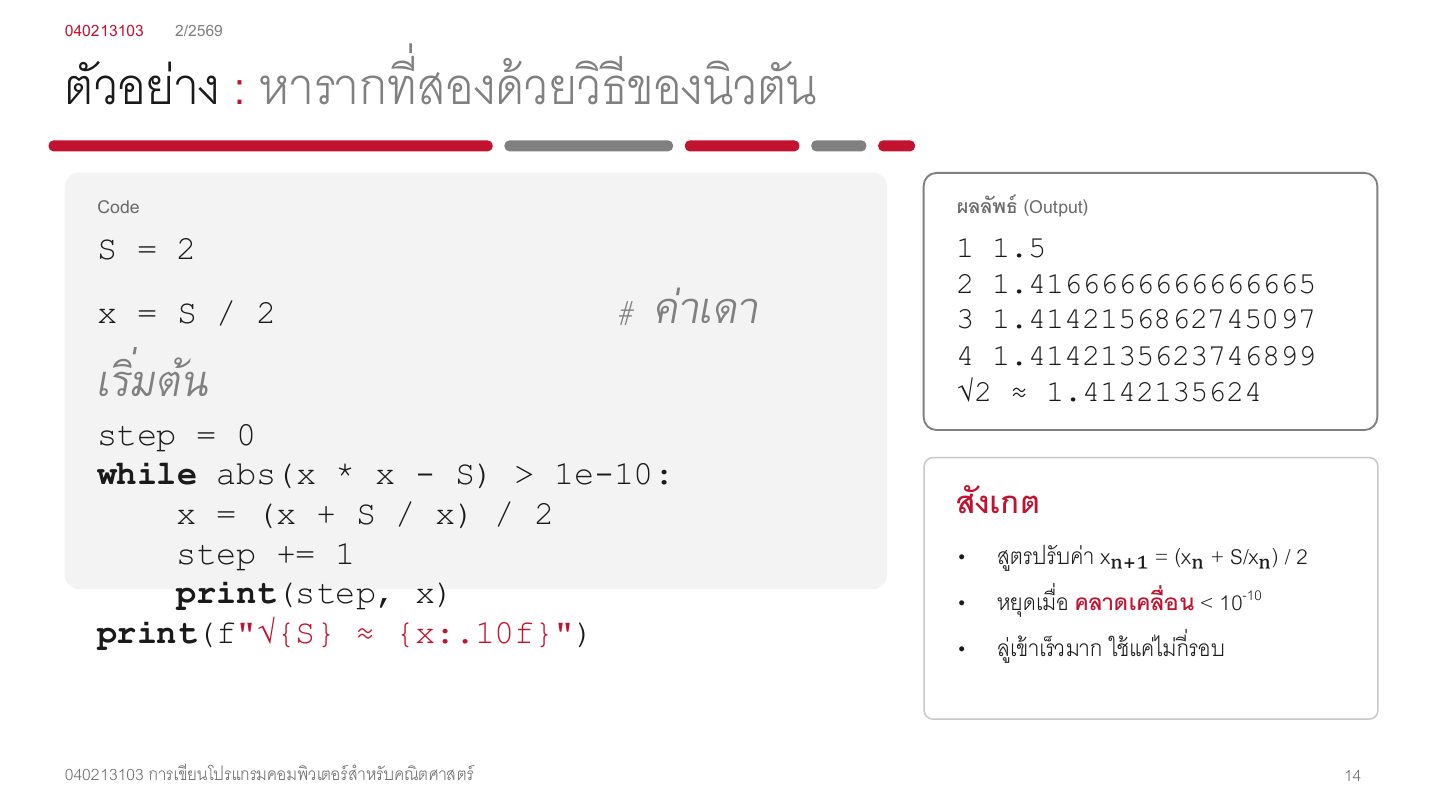 040213103 2/2569
ตัวอย่าง : หารากที่สองด้วยวิธีของนิวตัน
Code
S = 2
x = S / 2 # ค่าเดา
เริ่มต้น
step = 0
while abs(x * x - S) > 1e-10:
    x = (x + S / x) / 2
    step += 1
    print(step, x)
print(f"√{S} ≈ {x:.10f}")
ผลลัพธ์ (Output)
1 1.5
2 1.4166666666666665
3 1.4142156862745097
4 1.4142135623746899
√2 ≈ 1.4142135624
สังเกต
• สูตรปรับค่า xₙ₊₁ = (xₙ + S/xₙ) / 2
• หยุดเมื่อ คลาดเคลื่อน < 10⁻¹⁰
• ลู่เข้าเร็วมาก ใช้แค่ไม่กี่รอบ
040213103 การเขียนโปรแกรมคอมพิวเตอร์สำหรับคณิตศาสตร์ 14